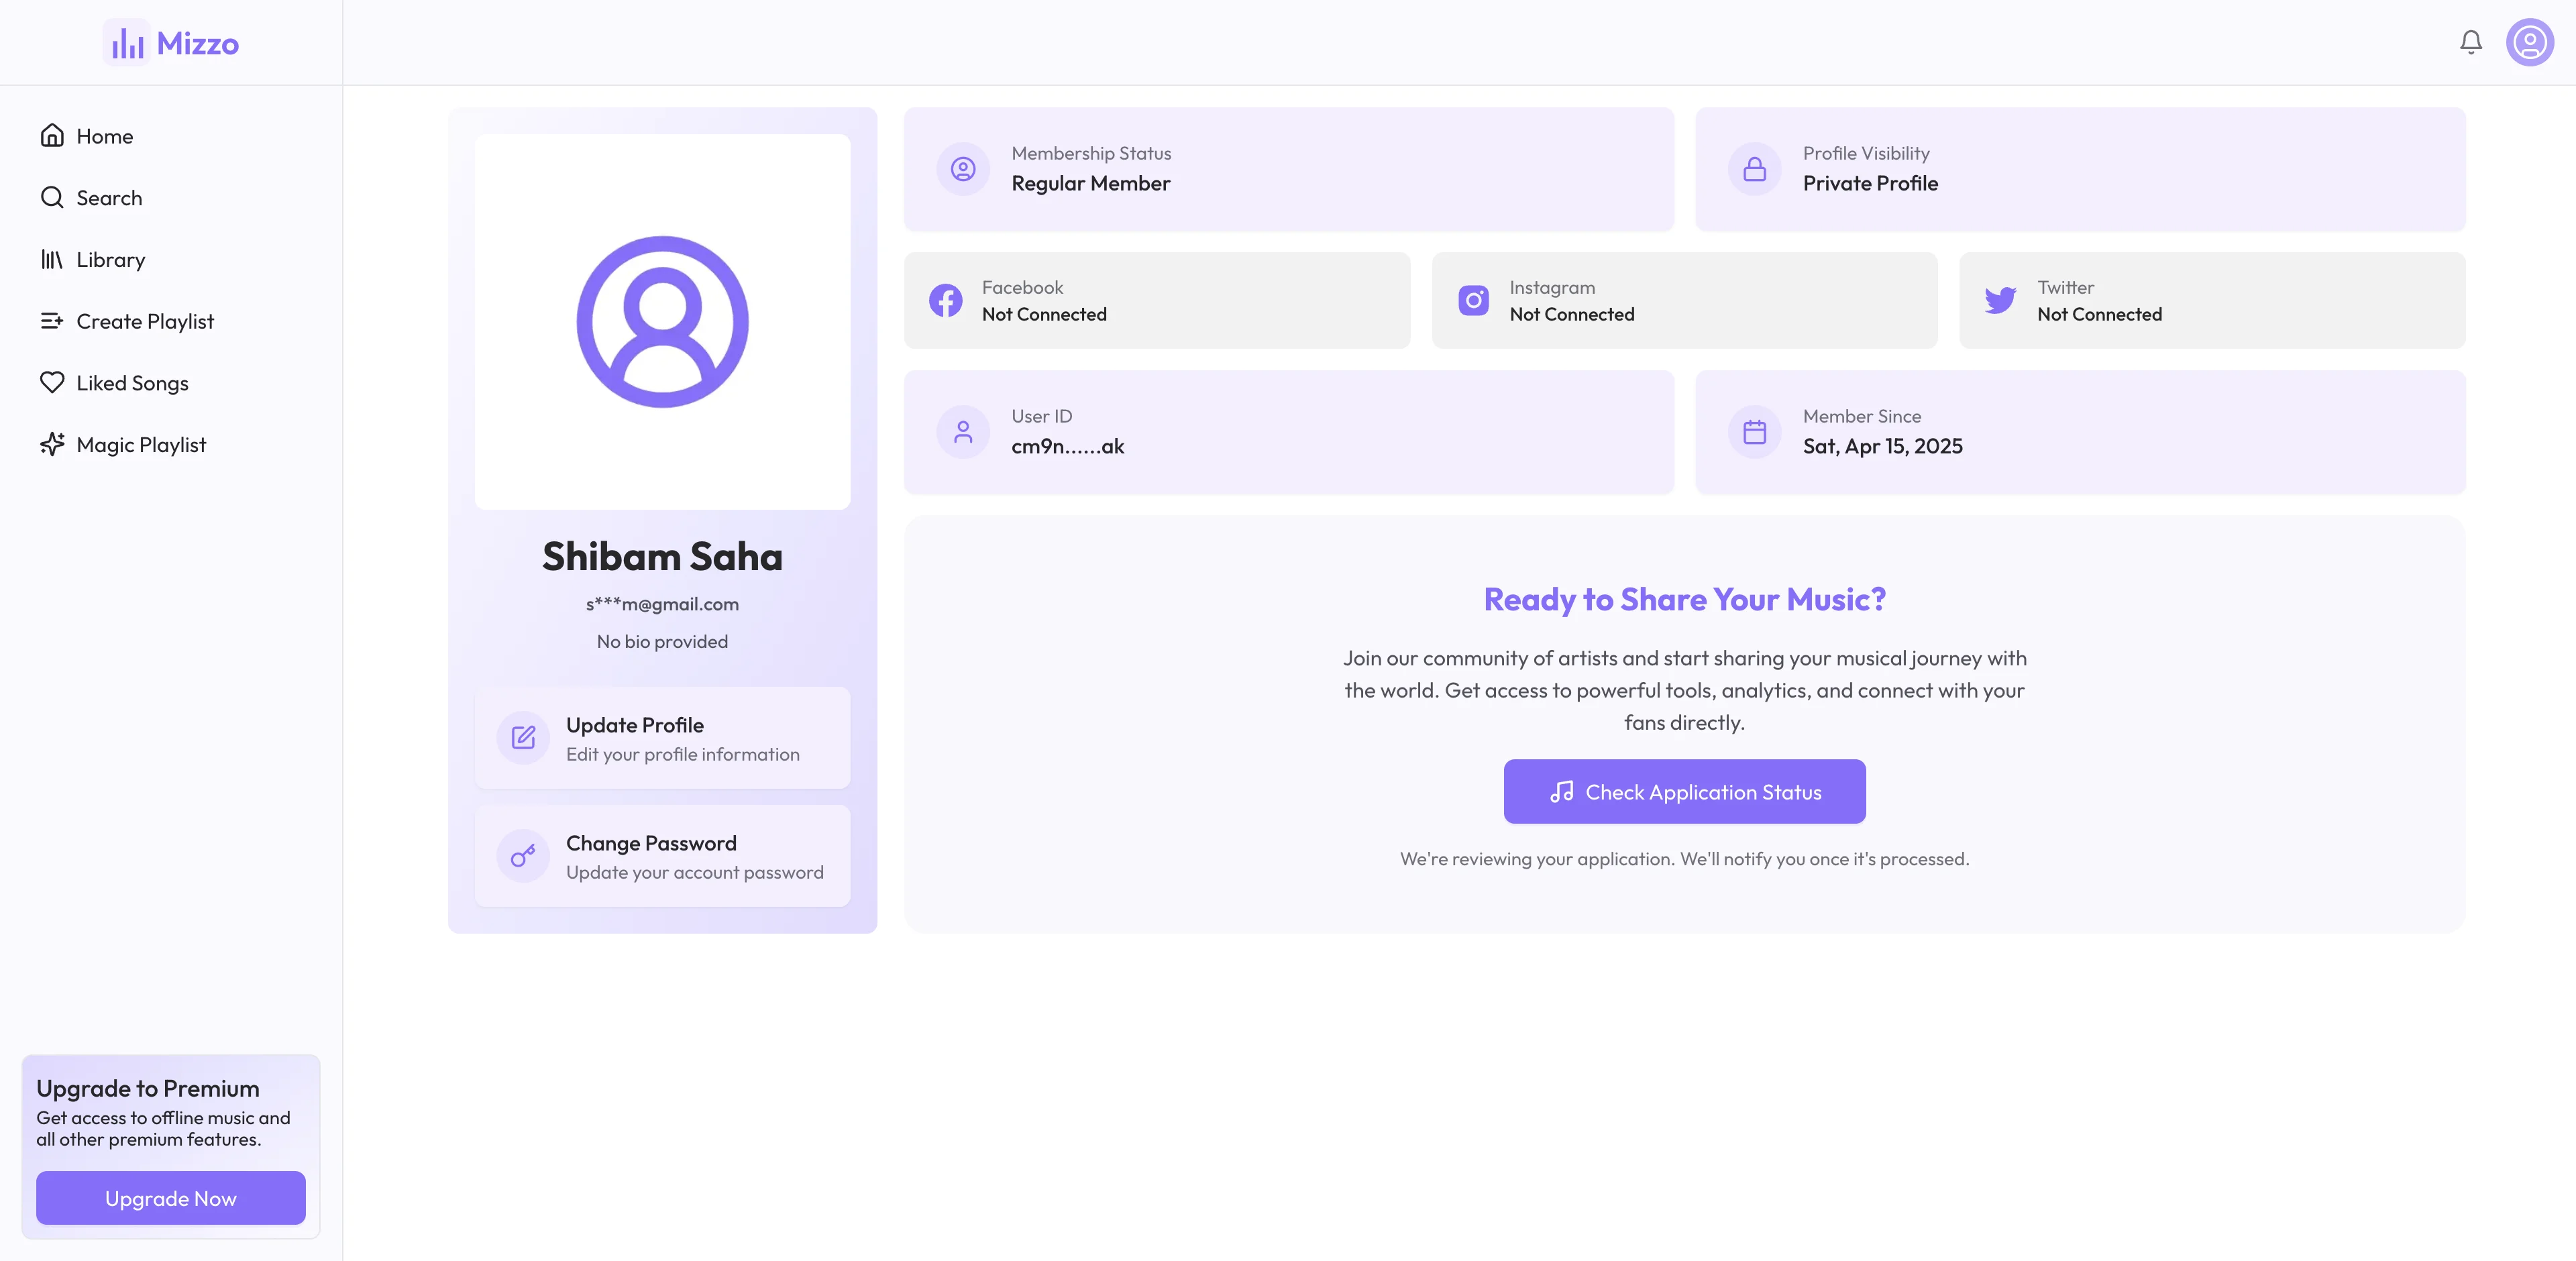 Mizzo
Home
Search
Library
Create Playlist
Liked Songs
Magic Playlist
Upgrade to Premium
Get access to offline music and
all other premium features.
Upgrade Now
Shibam Saha
s***m@gmail.com
No bio provided
Update Profile
Edit your profile information
Change Password
Update your account password
Membership Status
Regular Member
Profile Visibility
Private Profile
Facebook
Not Connected
Instagram
Not Connected
Twitter
Not Connected
User ID
cm9n......ak
Member Since
Sat, Apr 15, 2025
Ready to Share Your Music?
Join our community of artists and start sharing your musical journey with
the world. Get access to powerful tools, analytics, and connect with your
fans directly.
Check Application Status
We're reviewing your application. We'll notify you once it's processed.